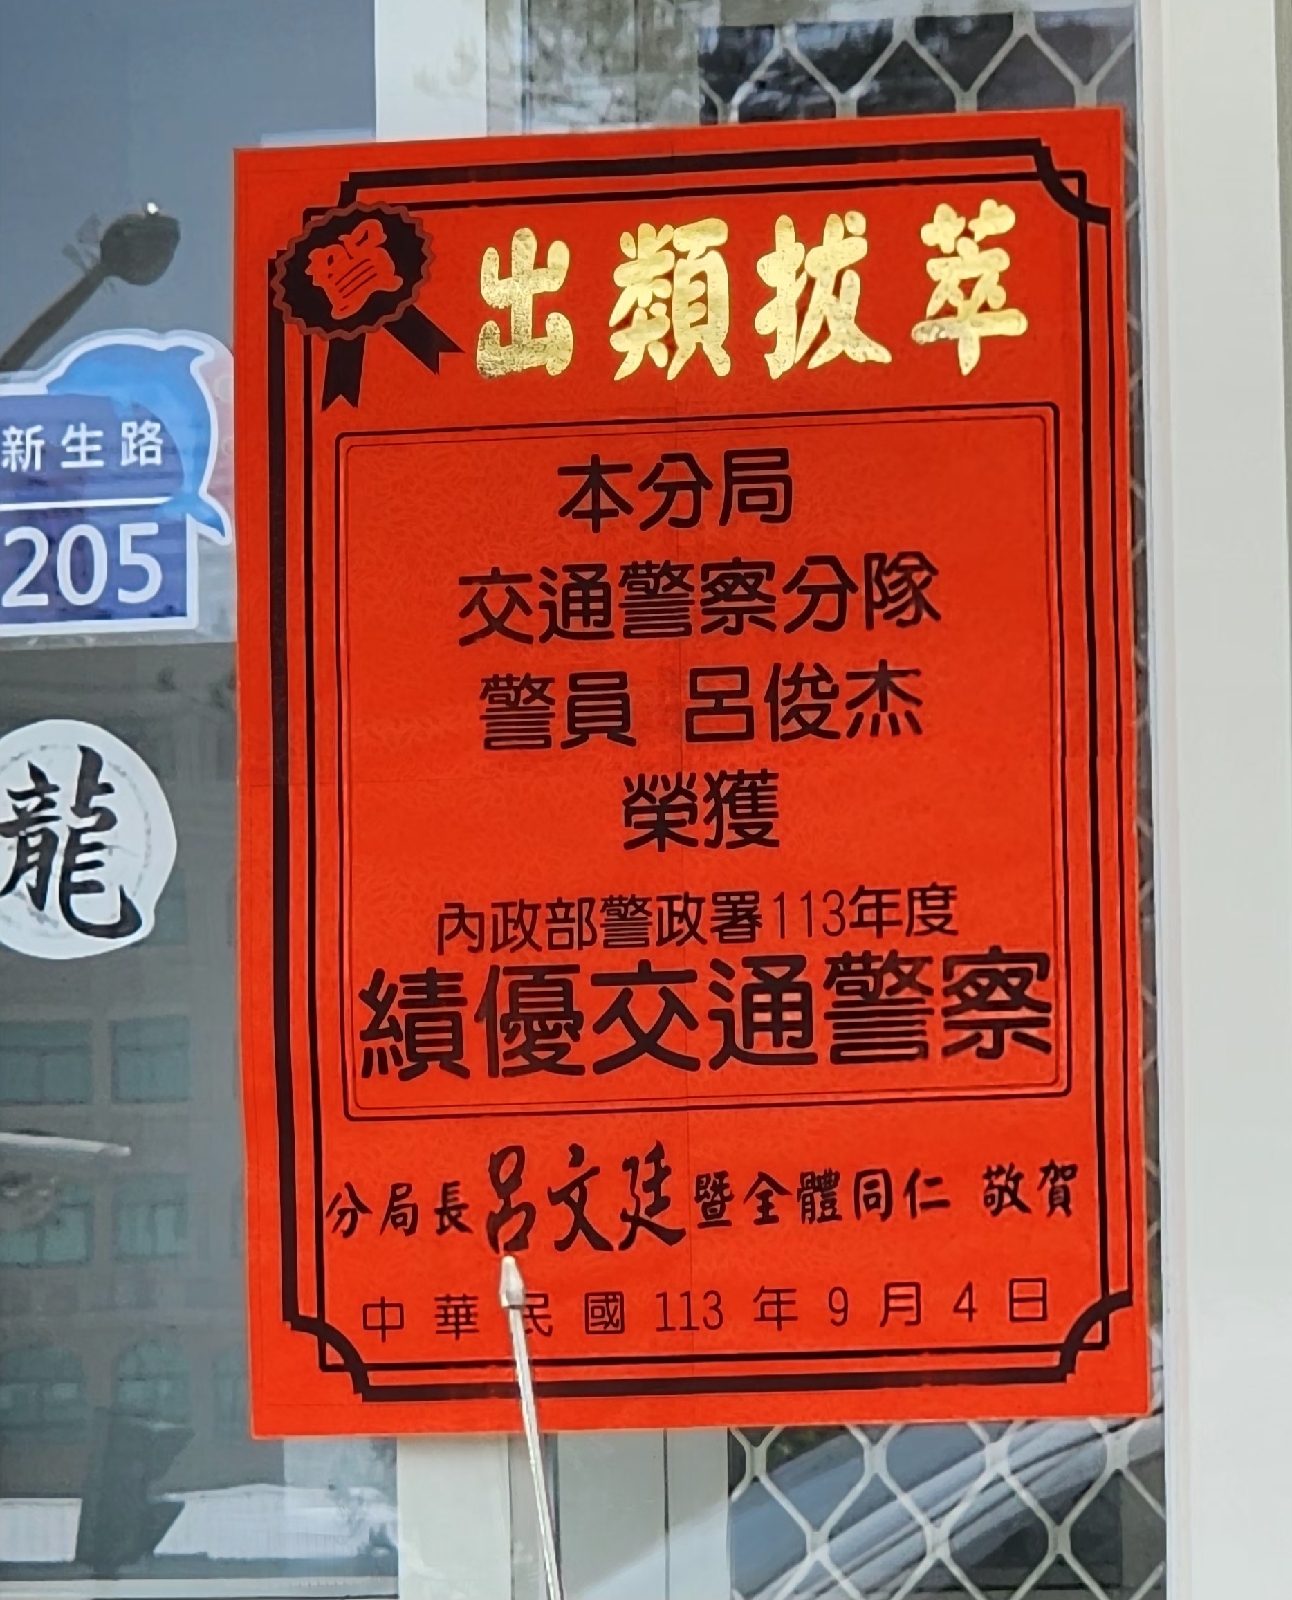 賀
出類拔萃
本分局
交通警察分隊
警員 呂俊杰
榮獲
內政部警政署113年度
績優交通警察
分局長呂文廷暨全體同仁 敬賀
中華民國113年9月4日
新生路
205
龍